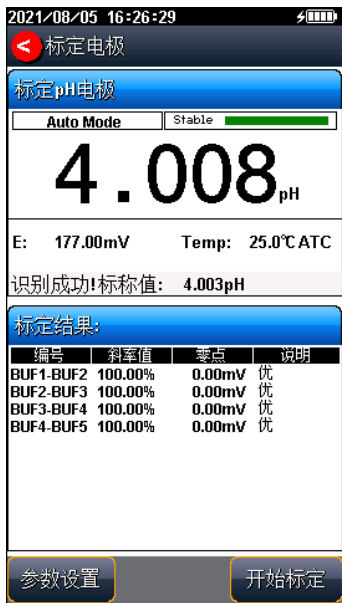 2021/08/05 16:26:29
< 标定电极
标定pH电极
Auto Mode Stable
4.008pH
E: 177.00mV Temp: 25.0℃ ATC
识别成功!标称值: 4.003pH
标定结果:
编号 斜率值 零点 说明
BUF1-BUF2 100.00% 0.00mV 优
BUF2-BUF3 100.00% 0.00mV 优
BUF3-BUF4 100.00% 0.00mV 优
BUF4-BUF5 100.00% 0.00mV 优
参数设置 开始标定